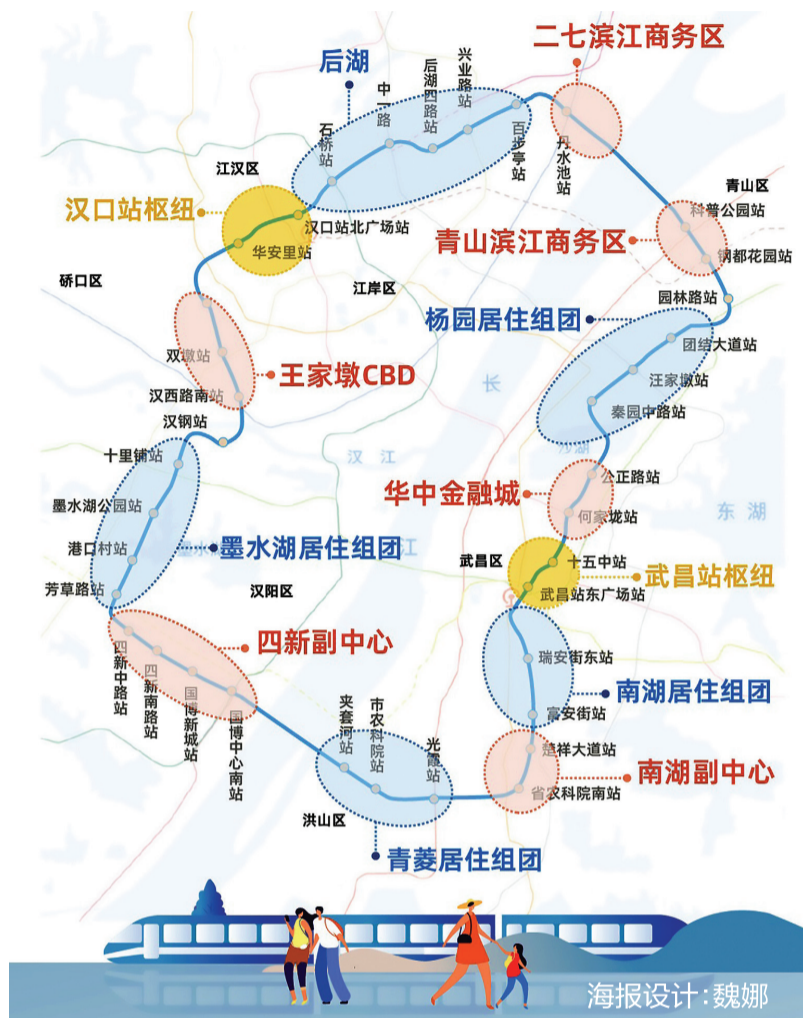 二七滨江商务区
后湖
兴业路站
后湖四路站
中一路
石桥站
百步亭站
丹水池站
江汉区
青山区
汉口站枢纽
科普公园站
汉口站北广场站
青山滨江商务区
华安里站
钢都花园站
硚口区
江岸区
园林路站
杨园居住组团
团结大道站
双墩站
王家墩CBD
汪家墩站
长
汉西路南站
秦园中路站
汉钢站
沙湖
十里铺站
汉 江
公正路站
华中金融城
墨水湖公园站
何家垅站
东 湖
港口村站
墨水湖居住组团
江
武昌区
十五中站
武昌站枢纽
芳草路站
汉阳区
武昌站东广场站
四新副中心
四新中路站
四新南路站
国博新城站
国博中心南站
瑞安街东站
南湖居住组团
富安街站
夹套河站
市农科院站
光霞站
楚祥大道站
南湖副中心
省农科院南站
洪山区
青菱居住组团
海报设计：魏娜